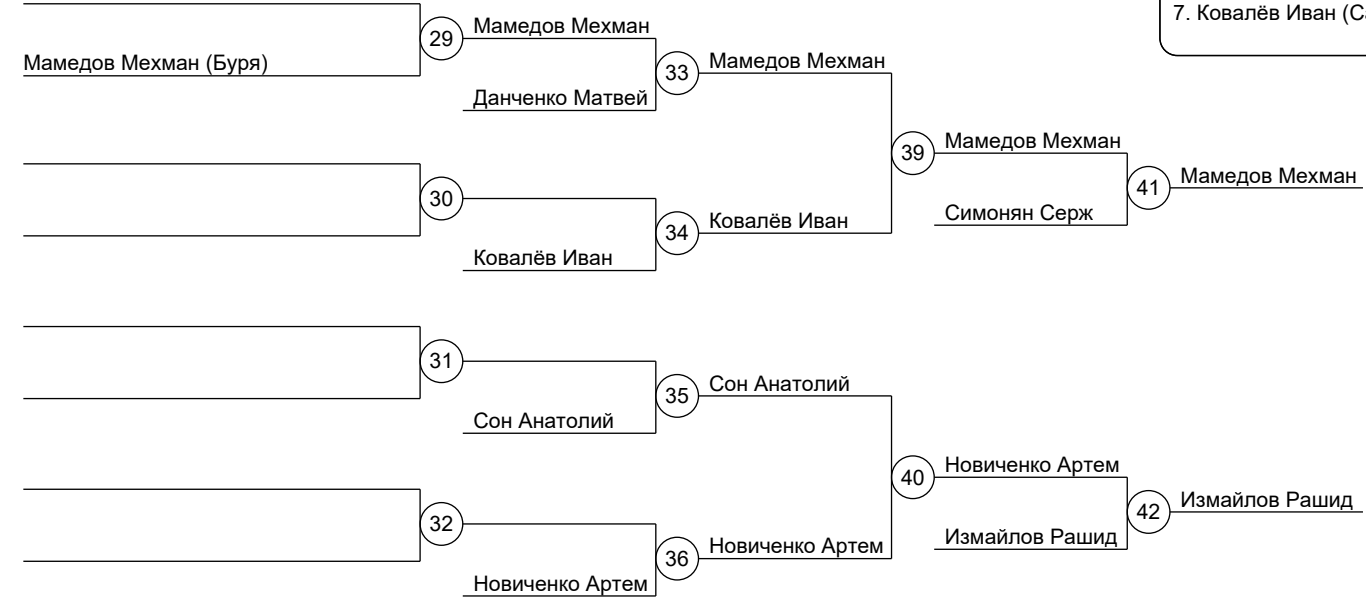 7. Ковалёв Иван (С
29
Мамедов Мехман
Мамедов Мехман (Буря)
33
Мамедов Мехман
Данченко Матвей
39
Мамедов Мехман
41
Мамедов Мехман
30
Симонян Серж
34
Ковалёв Иван
Ковалёв Иван
31
35
Сон Анатолий
Сон Анатолий
40
Новиченко Артем
42
Измайлов Рашид
32
Измайлов Рашид
36
Новиченко Артем
Новиченко Артем